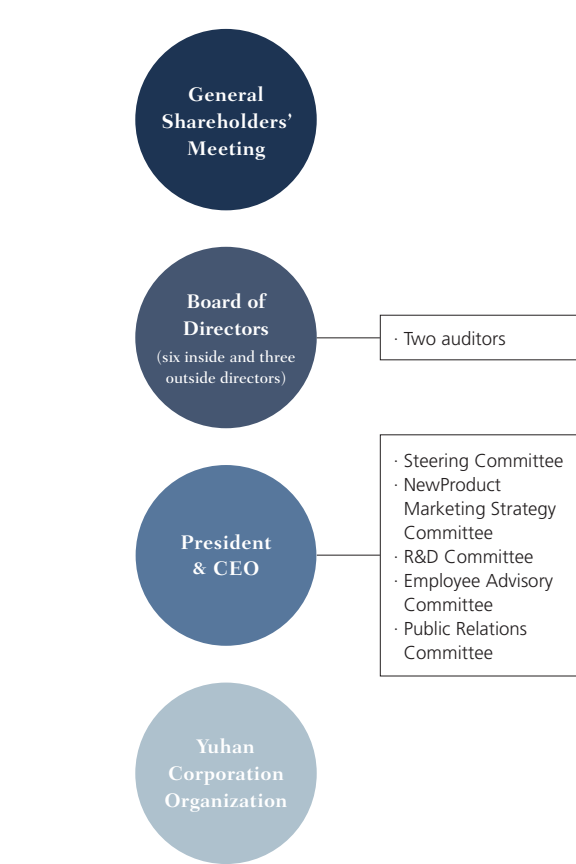 General
Shareholders’
Meeting
Board of
Directors
(six inside and three
outside directors)
· Two auditors
· Steering Committee
· NewProduct
Marketing Strategy
Committee
· R&D Committee
· Employee Advisory
Committee
· Public Relations
Committee
President
& CEO
Yuhan
Corporation
Organization